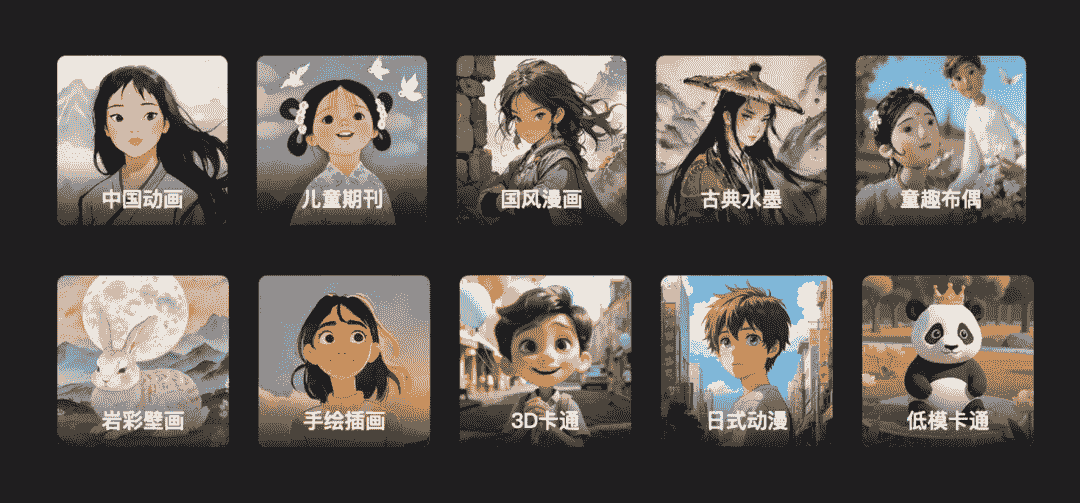 中国动画
儿童期刊
国风漫画
古典水墨
童趣布偶
岩彩壁画
手绘插画
3D卡通
日式动漫
低模卡通